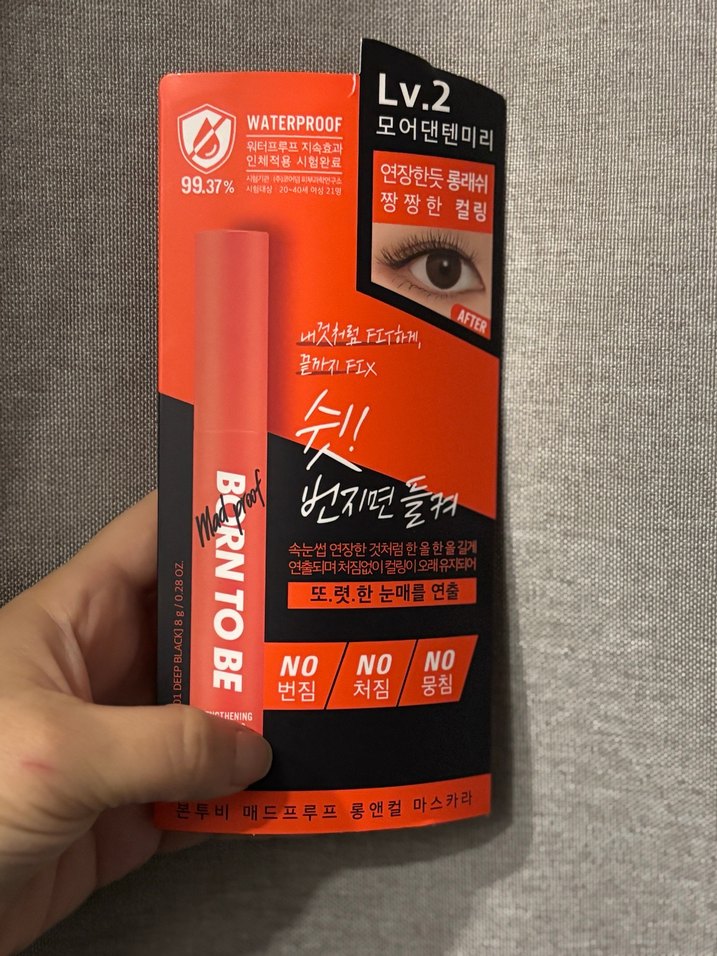 WATERPROOF
워터프루프 지속효과
인체적용 시험완료
99.37%
시험대상 : 20~40세 여성 21명
Lv.2
모어댄텐미리
연장한듯 롱래쉬
짱짱한 컬링
AFTER
내것처럼 FIT하게,
끝까지 FIX
쉿!
번지면 들켜
속눈썹 연장한 것처럼 한 올 한 올 길게
연출되며 처짐없이 컬링이 오래 유지되어
또.렷.한 눈매를 연출
NO
번짐
NO
처짐
NO
뭉침
Mad proof
BORN TO BE
01 DEEP BLACK] 8 g / 0.28 OZ.
본투비 매드프루프 롱앤컬 마스카라